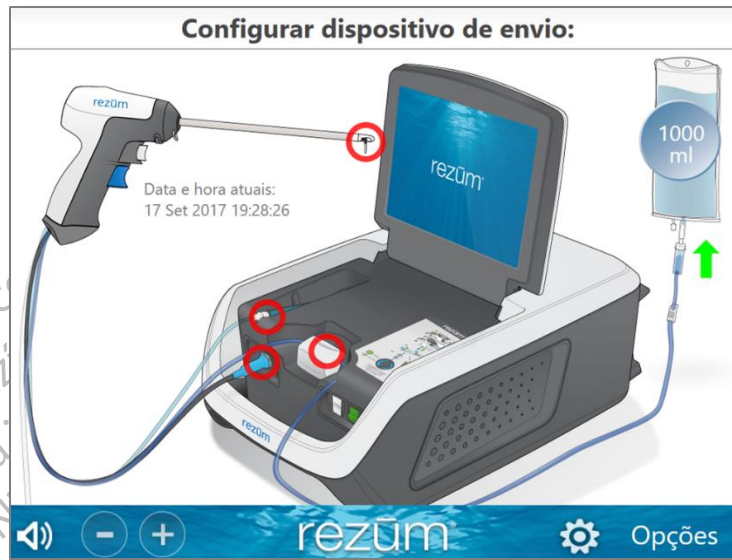 Configurar dispositivo de envio:
rezūm
1000
ml
rezūm
Data e hora atuais:
17 Set 2017 19:28:26
rezūm
rezūm
rezūm
Opções